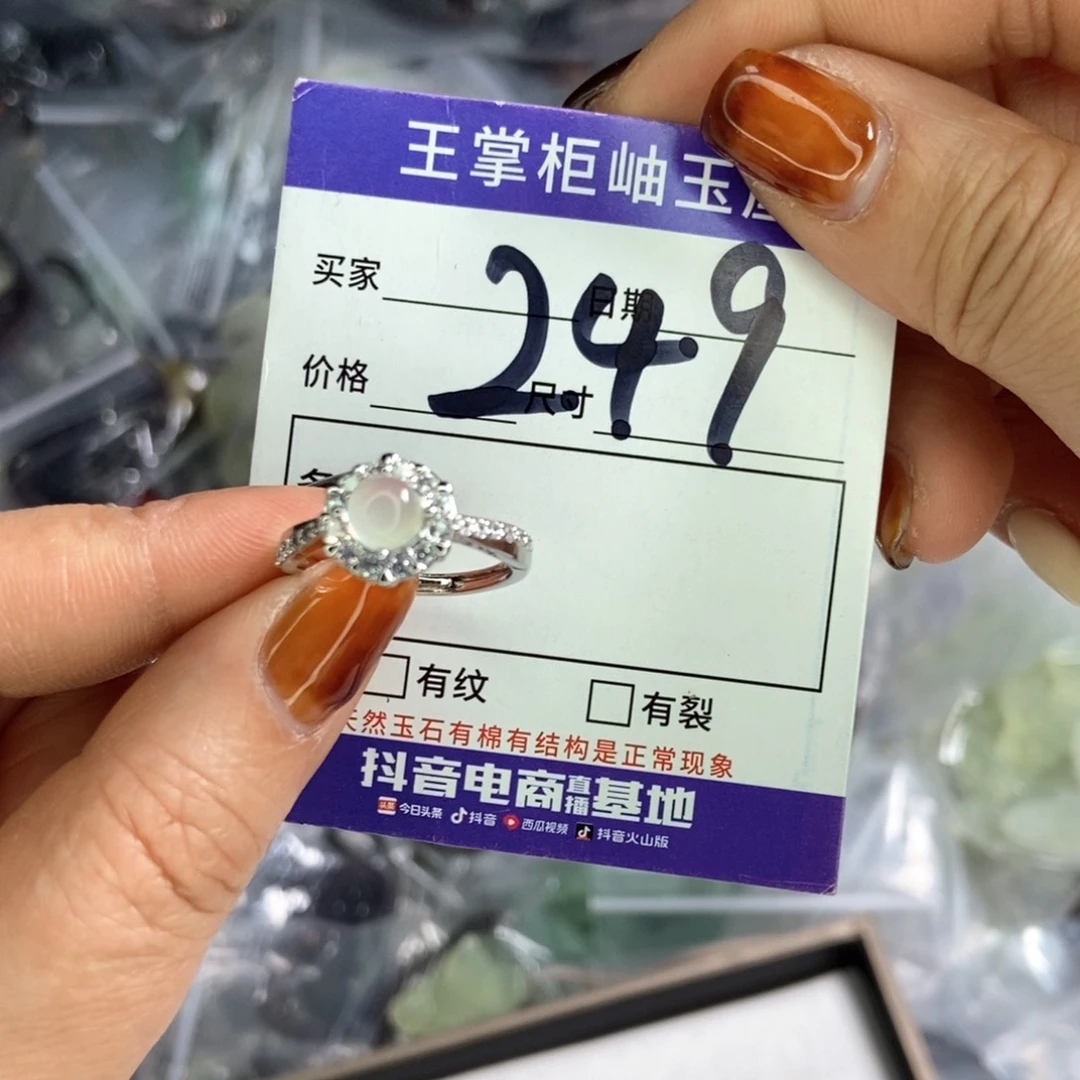 王掌柜岫玉
买家 日期
249
价格 尺寸
有纹 有裂
然玉石有棉有结构是正常现象
抖音电商直播基地
头条 今日头条 抖音 西瓜视频 抖音火山版